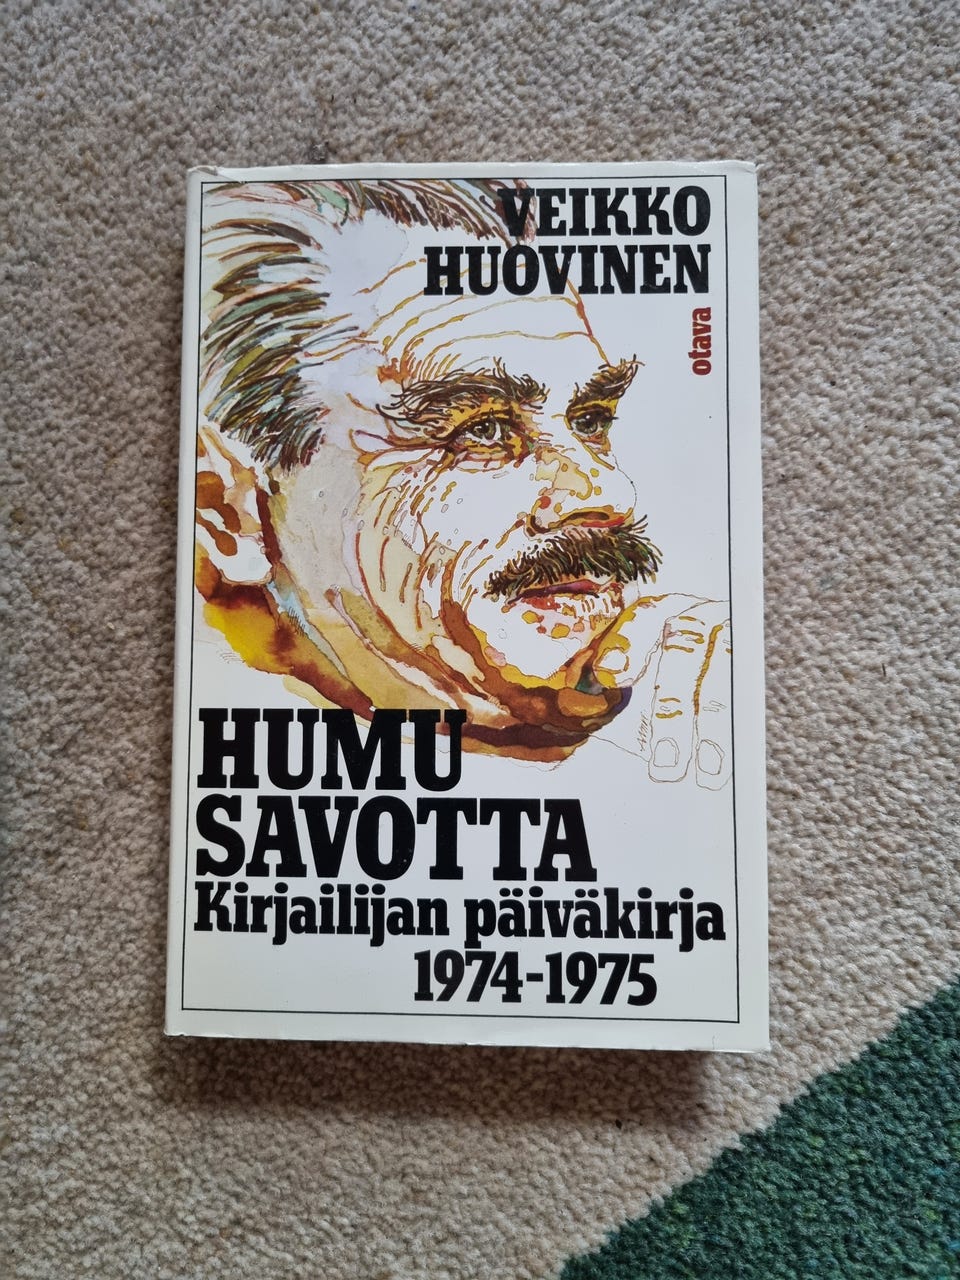 VEIKKO
HUOVINEN
otava
HUMU
SAVOTTA
Kirjailijan päiväkirja
1974-1975